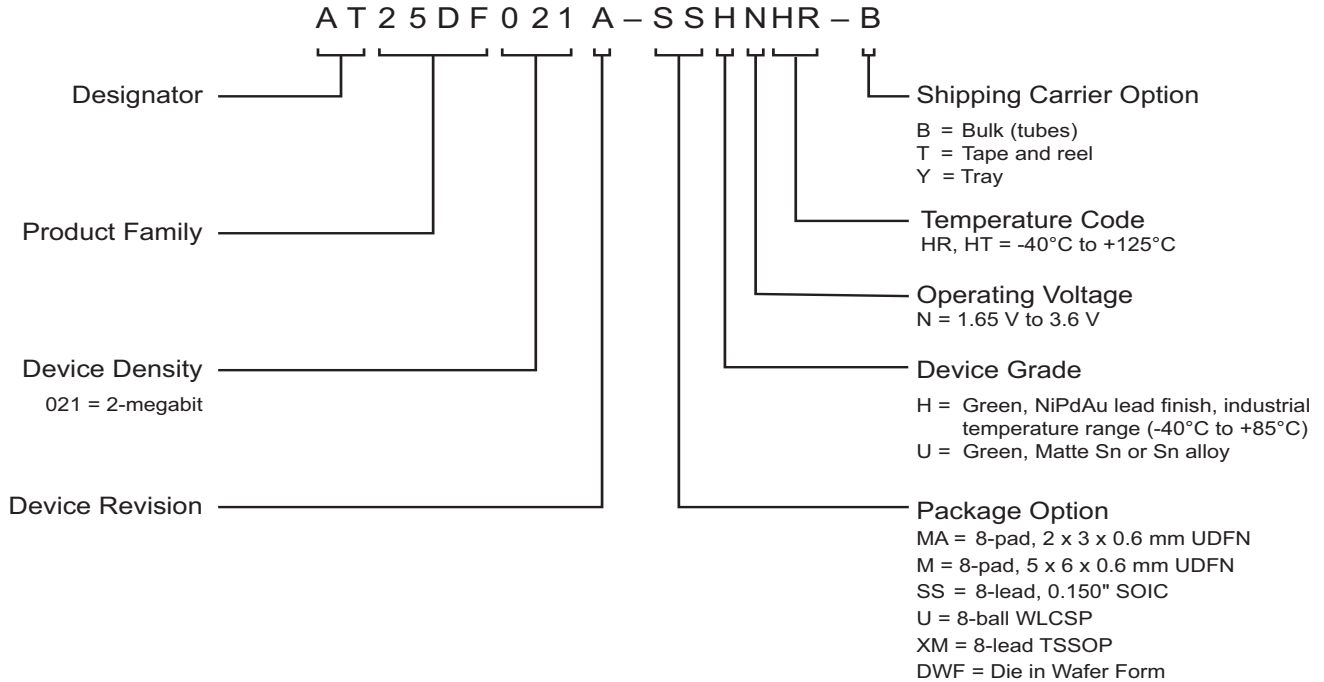 A T 2 5 D F 0 2 1 A – S S H N H R – B
Designator
Product Family
Device Density
021 = 2-megabit
Device Revision
Shipping Carrier Option
B = Bulk (tubes)
T = Tape and reel
Y = Tray
Temperature Code
HR, HT = -40°C to +125°C
Operating Voltage
N = 1.65 V to 3.6 V
Device Grade
H = Green, NiPdAu lead finish, industrial
temperature range (-40°C to +85°C)
U = Green, Matte Sn or Sn alloy
Package Option
MA = 8-pad, 2 x 3 x 0.6 mm UDFN
M = 8-pad, 5 x 6 x 0.6 mm UDFN
SS = 8-lead, 0.150" SOIC
U = 8-ball WLCSP
XM = 8-lead TSSOP
DWF = Die in Wafer Form